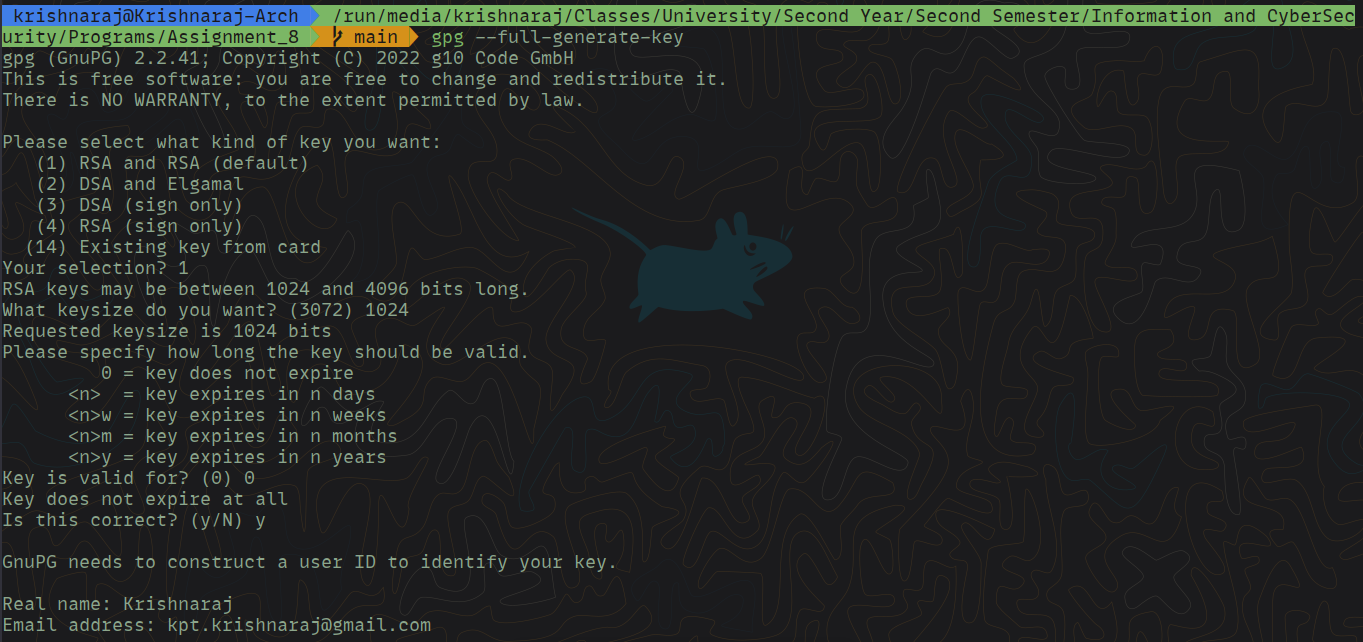 krishnaraj@Krishnaraj-Arch /run/media/krishnaraj/Classes/University/Second Year/Second Semester/Information and CyberSec
urity/Programs/Assignment_8 main gpg --full-generate-key
gpg (GnuPG) 2.2.41; Copyright (C) 2022 g10 Code GmbH
This is free software: you are free to change and redistribute it.
There is NO WARRANTY, to the extent permitted by law.

Please select what kind of key you want:
   (1) RSA and RSA (default)
   (2) DSA and Elgamal
   (3) DSA (sign only)
   (4) RSA (sign only)
  (14) Existing key from card
Your selection? 1
RSA keys may be between 1024 and 4096 bits long.
What keysize do you want? (3072) 1024
Requested keysize is 1024 bits
Please specify how long the key should be valid.
         0 = key does not expire
      <n>  = key expires in n days
      <n>w = key expires in n weeks
      <n>m = key expires in n months
      <n>y = key expires in n years
Key is valid for? (0) 0
Key does not expire at all
Is this correct? (y/N) y

GnuPG needs to construct a user ID to identify your key.

Real name: Krishnaraj
Email address: kpt.krishnaraj@gmail.com